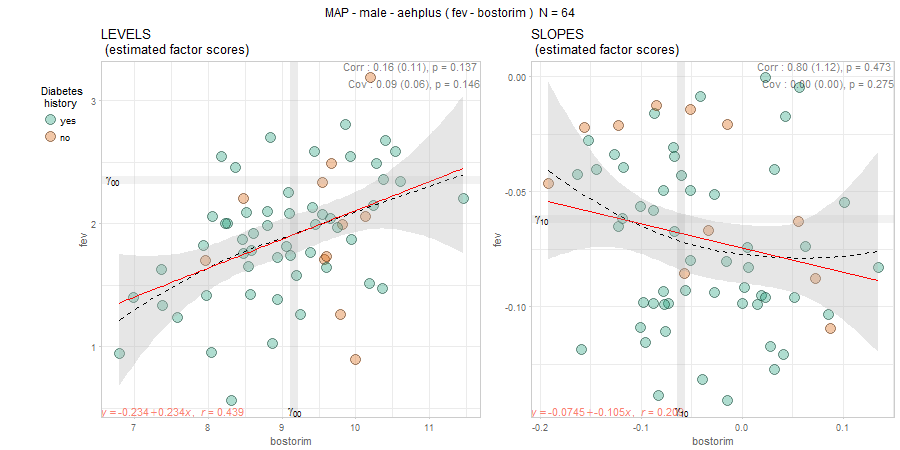 MAP - male - aehplus ( fev - bostorim ) N = 64
LEVELS
(estimated factor scores)
SLOPES
(estimated factor scores)
Diabetes
history
yes
no
Corr : 0.16 (0.11), p = 0.137
Cov : 0.09 (0.06), p = 0.146
γ00
γ00
y = −0.234 + 0.234x, r = 0.439
3
2
1
fev
7
8
9
10
11
bostorim
Corr : 0.80 (1.12), p = 0.473
Cov : 0.00 (0.00), p = 0.275
γ10
γ10
y = −0.0745 + −0.105x, r = 0.209
0.00
-0.05
-0.10
fev
-0.2
-0.1
0.0
0.1
bostorim